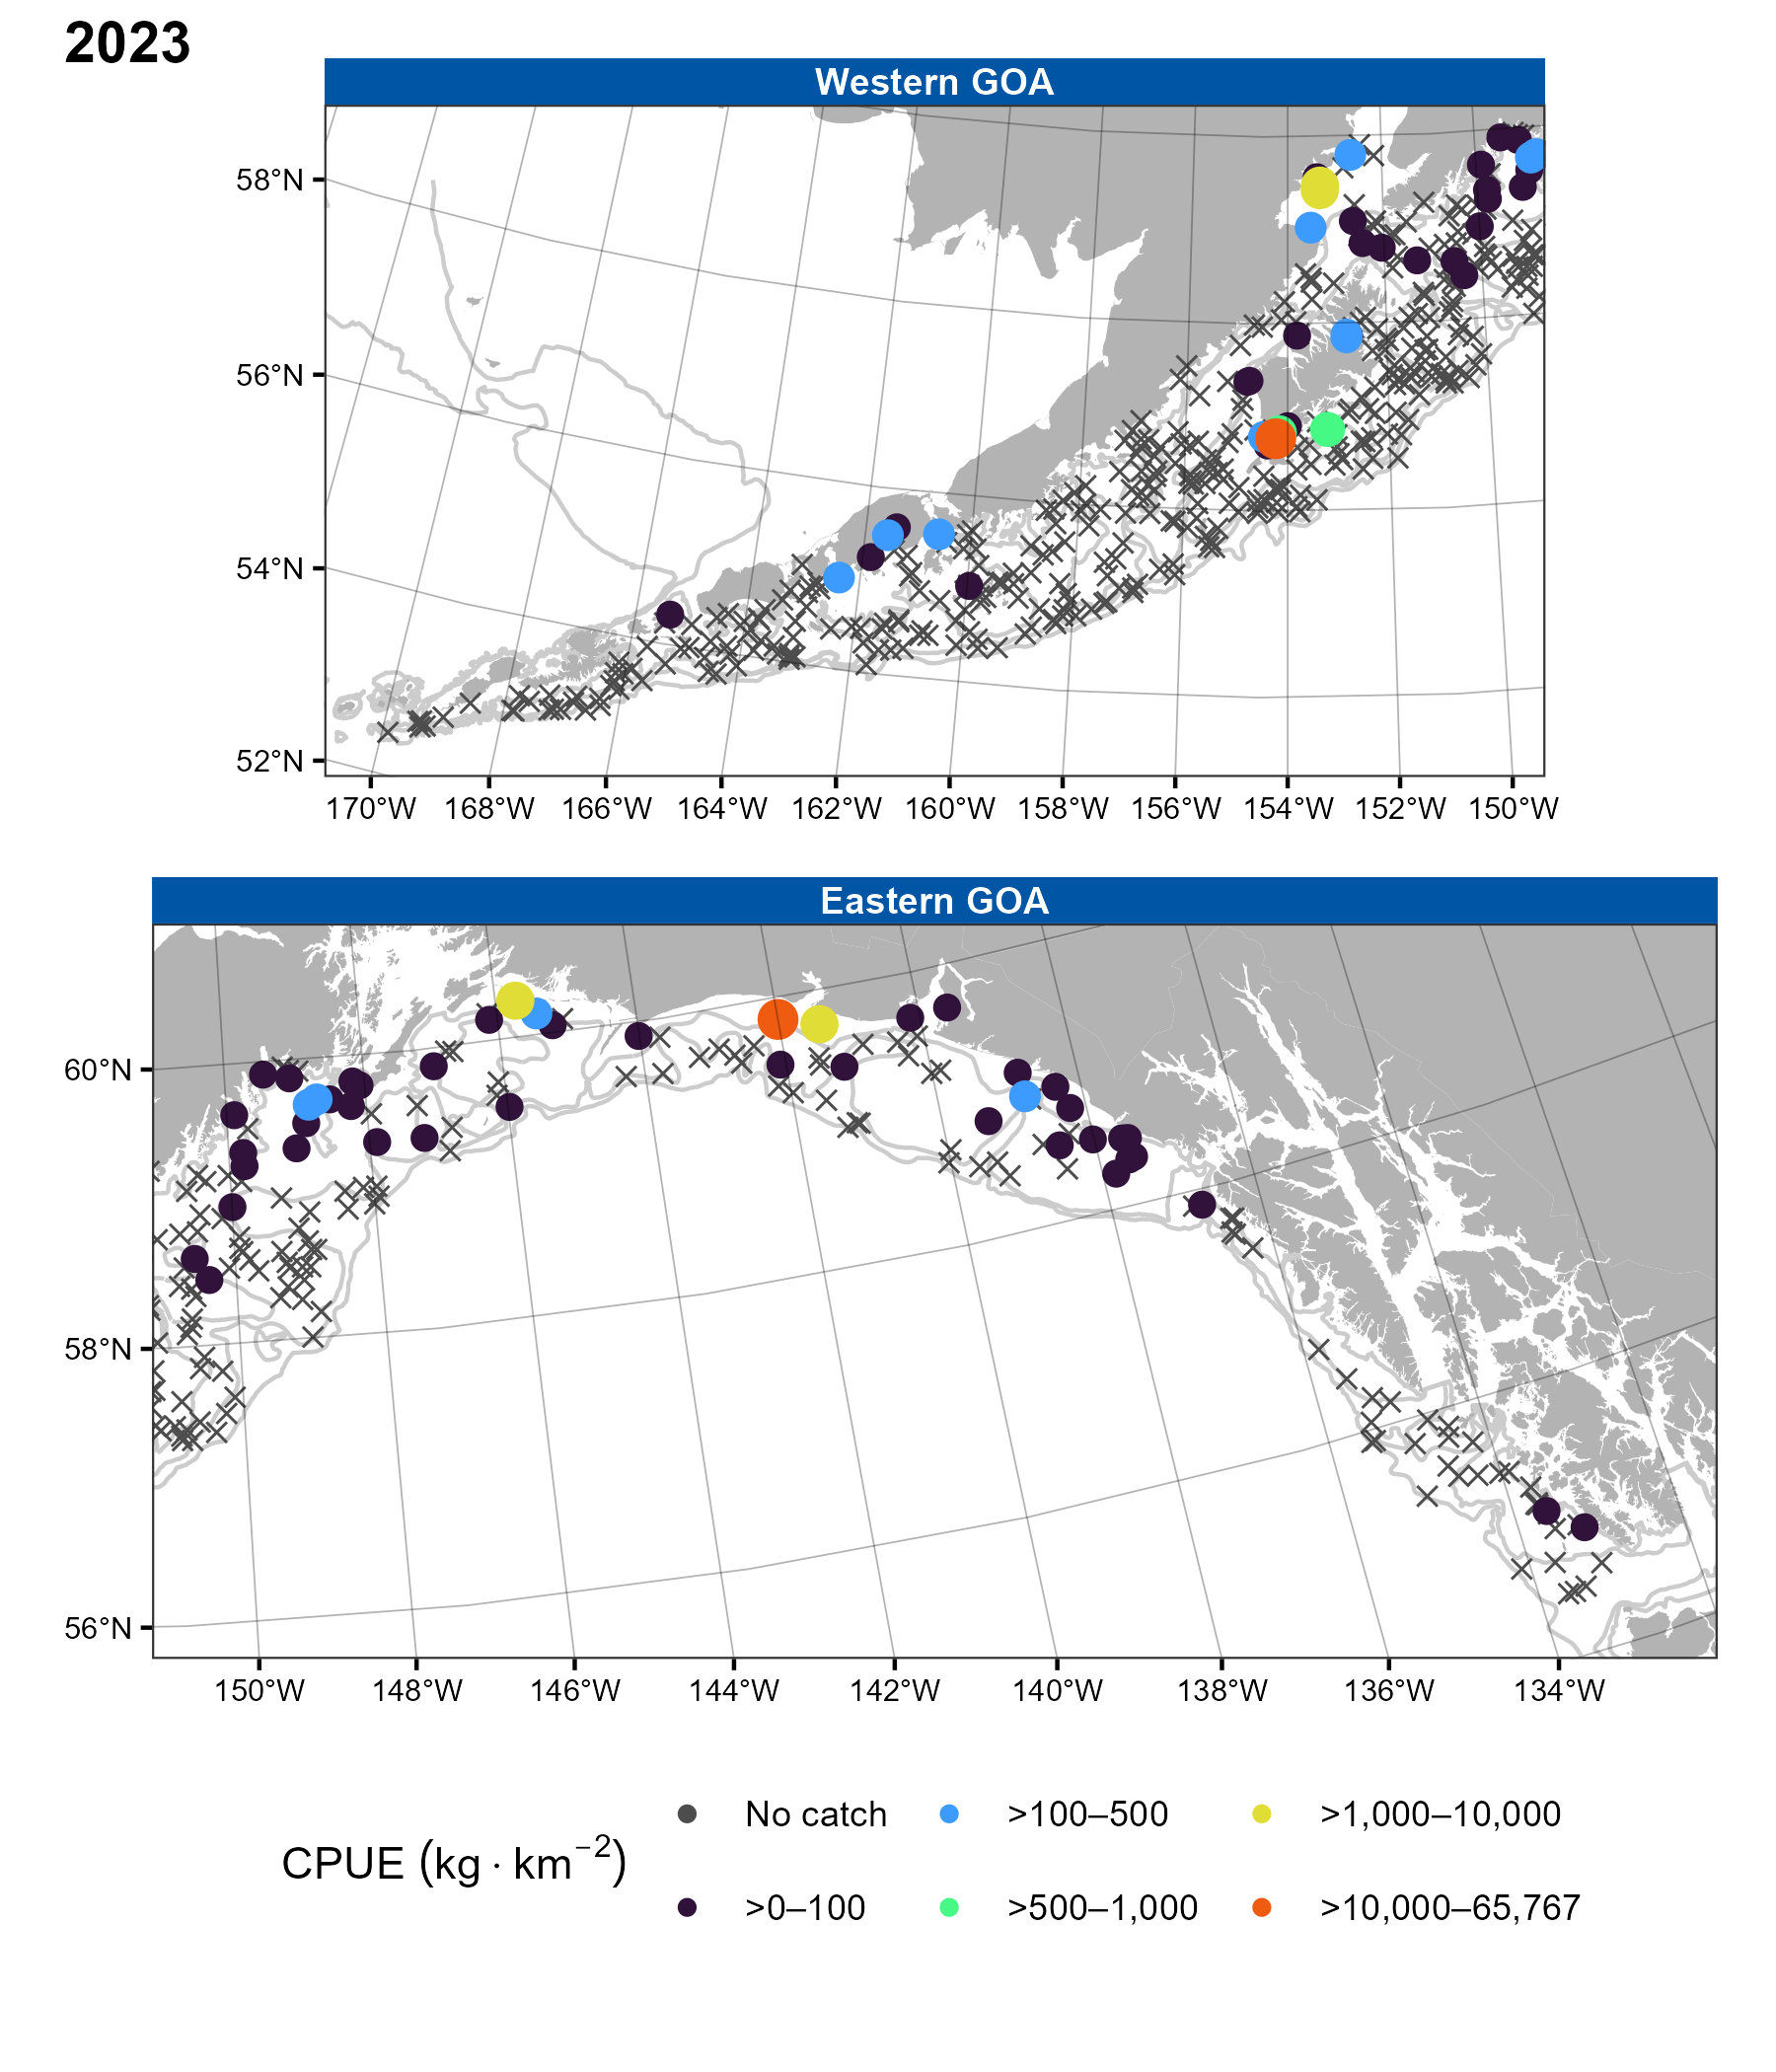 2023
Western GOA
58°N
56°N
54°N
52°N
170°W 168°W 166°W 164°W 162°W 160°W 158°W 156°W 154°W 152°W 150°W
Eastern GOA
60°N
58°N
56°N
150°W 148°W 146°W 144°W 142°W 140°W 138°W 136°W 134°W
CPUE (kg · km⁻²)
No catch >100–500 >1,000–10,000
>0–100 >500–1,000 >10,000–65,767